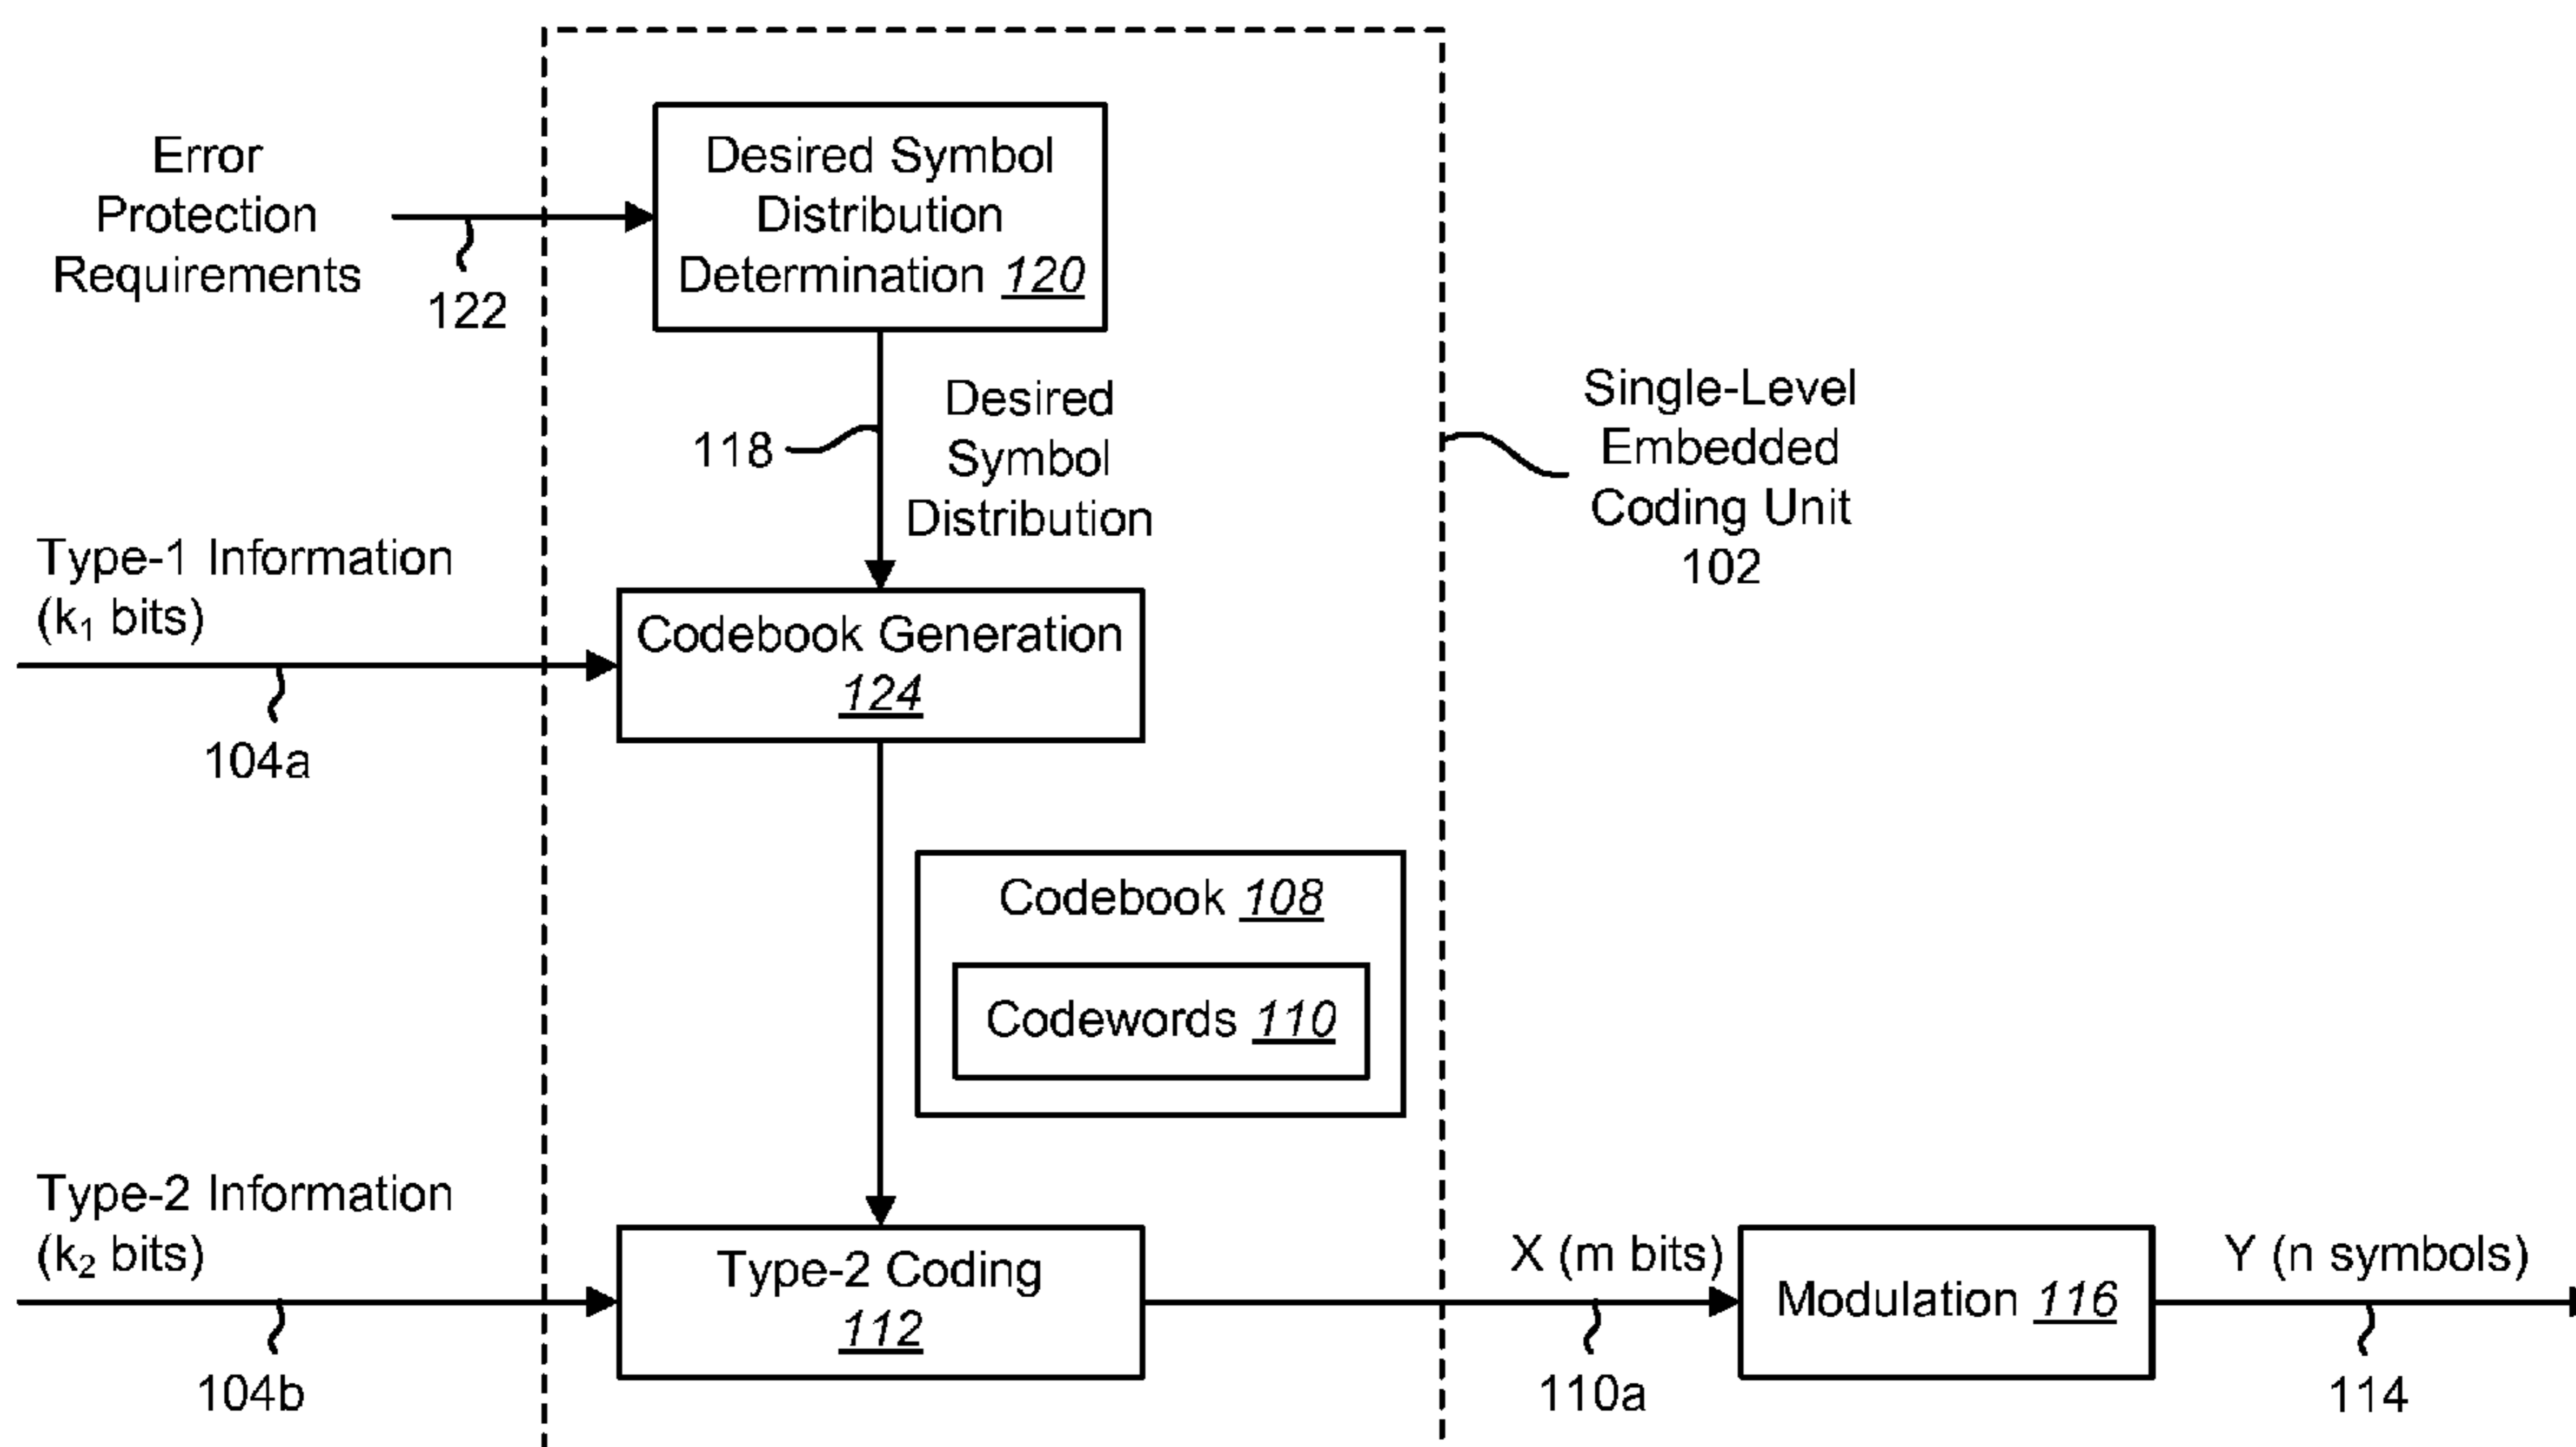 Error
Protection
Requirements
122
Desired Symbol
Distribution
Determination 120
118
Desired
Symbol
Distribution
Single-Level
Embedded
Coding Unit
102
Type-1 Information
(k₁ bits)
104a
Codebook Generation
124
Codebook 108
Codewords 110
Type-2 Information
(k₂ bits)
104b
Type-2 Coding
112
X (m bits)
110a
Modulation 116
Y (n symbols)
114